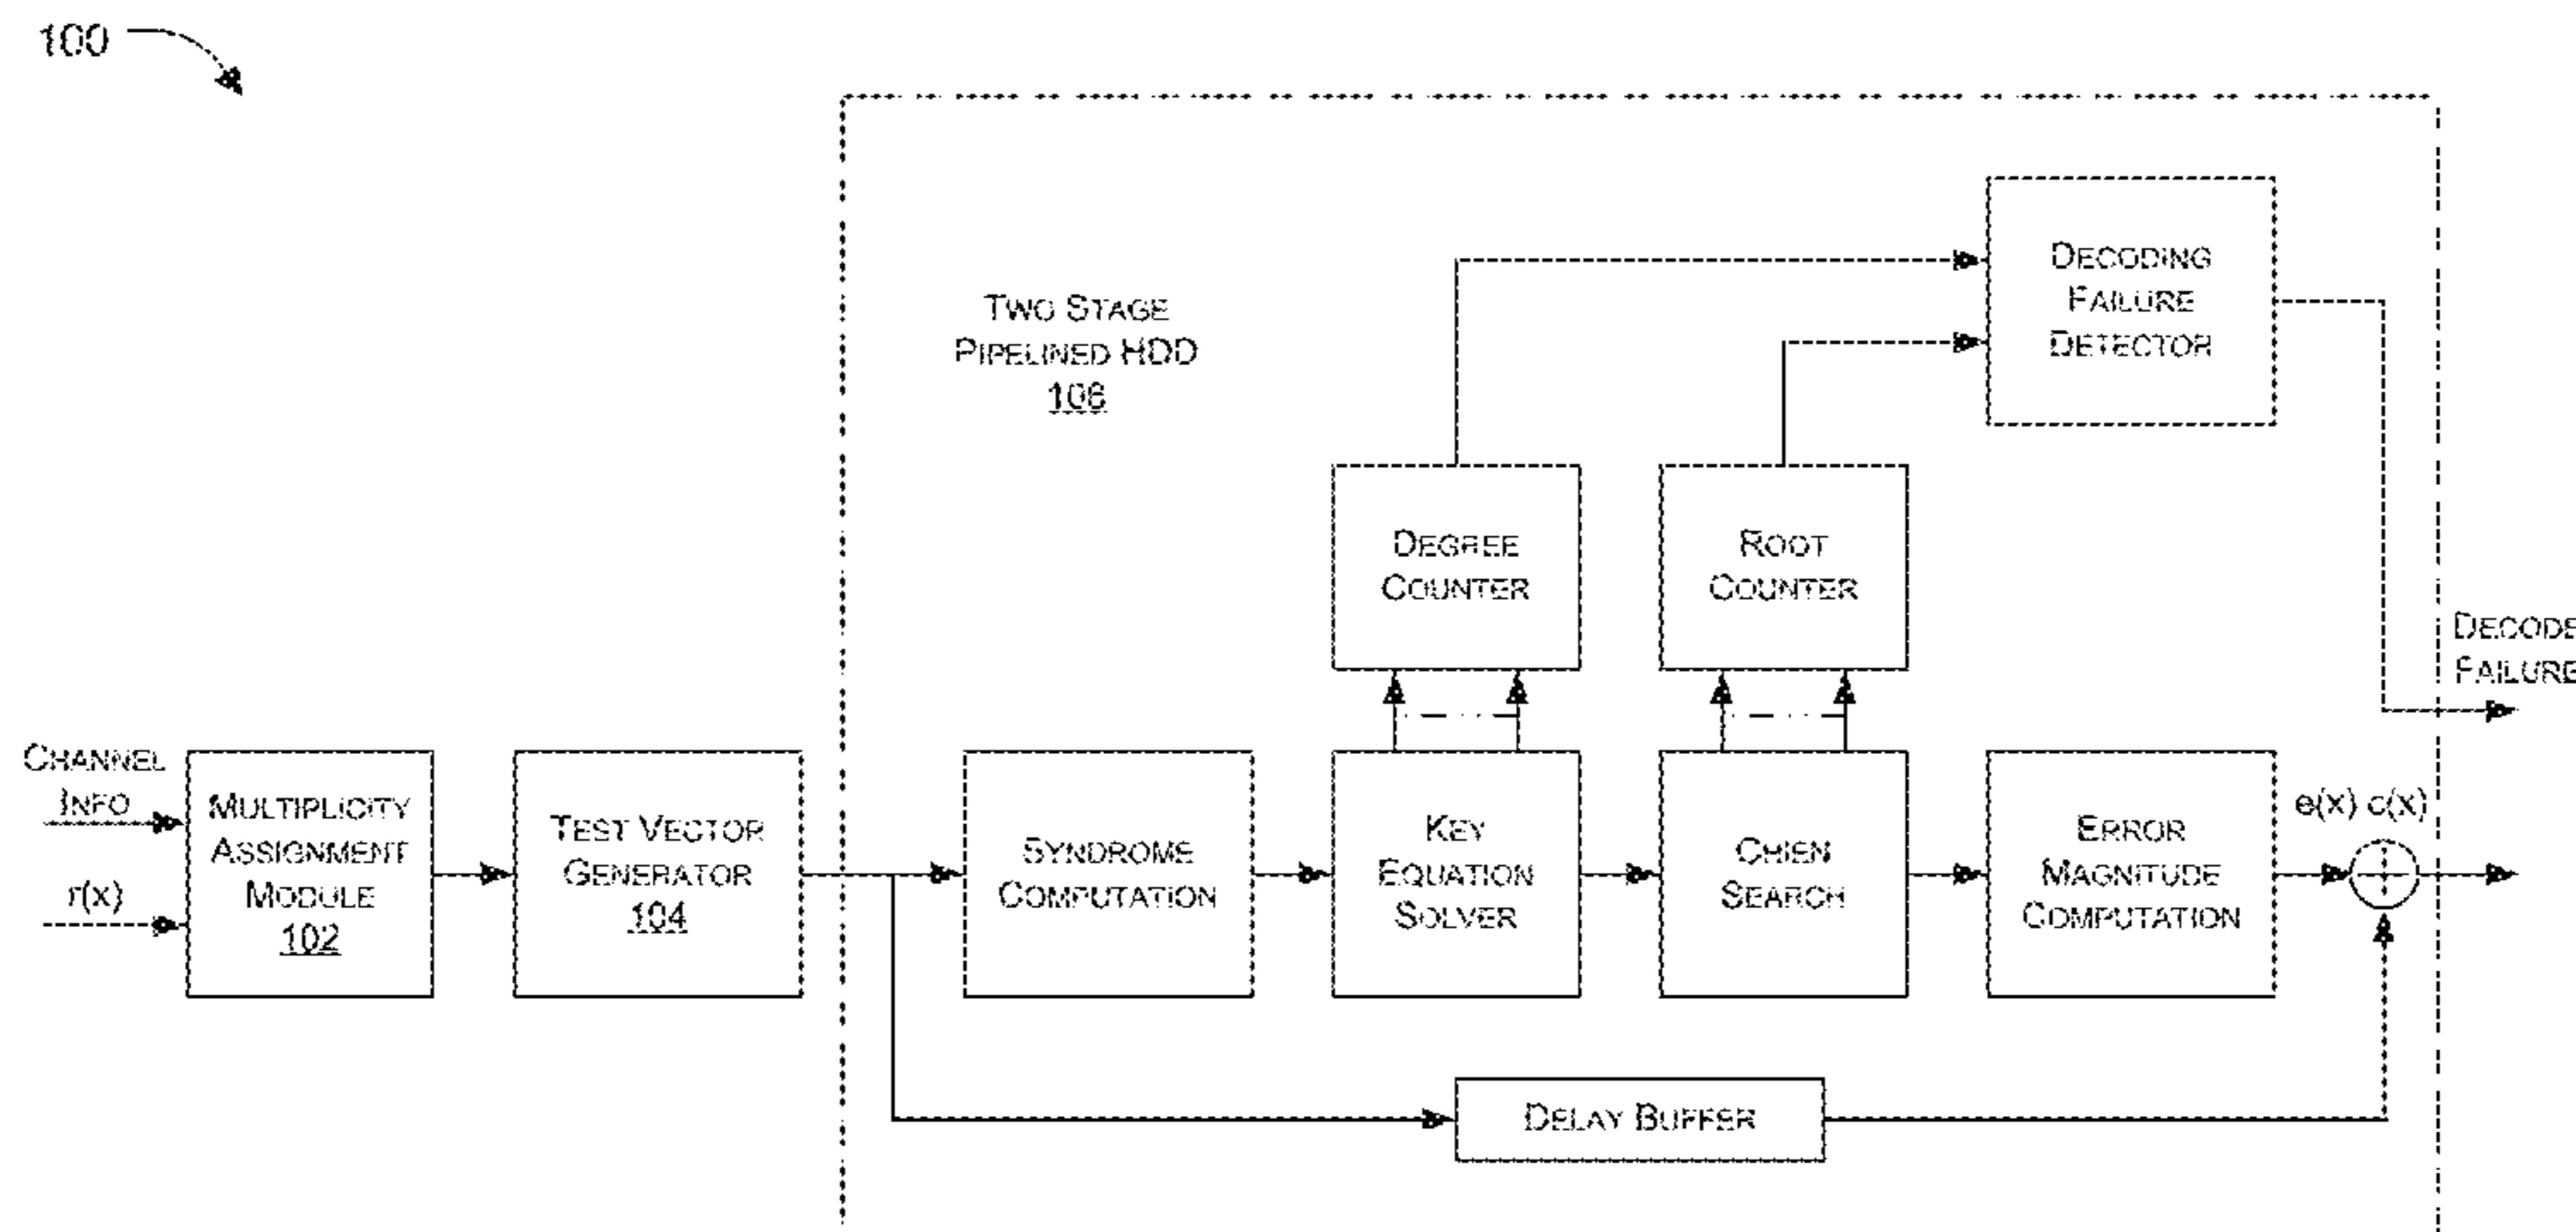 100
TWO STAGE
PIPELINED HDD
106
DECODING
FAILURE
DETECTOR
DEGREE
COUNTER
ROOT
COUNTER
DECODE
FAILURE
CHANNEL
INFO
r(x)
MULTIPLICITY
ASSIGNMENT
MODULE
102
TEST VECTOR
GENERATOR
104
SYNDROME
COMPUTATION
KEY
EQUATION
SOLVER
CHIEN
SEARCH
ERROR
MAGNITUDE
COMPUTATION
e(x) c(x)
DELAY BUFFER